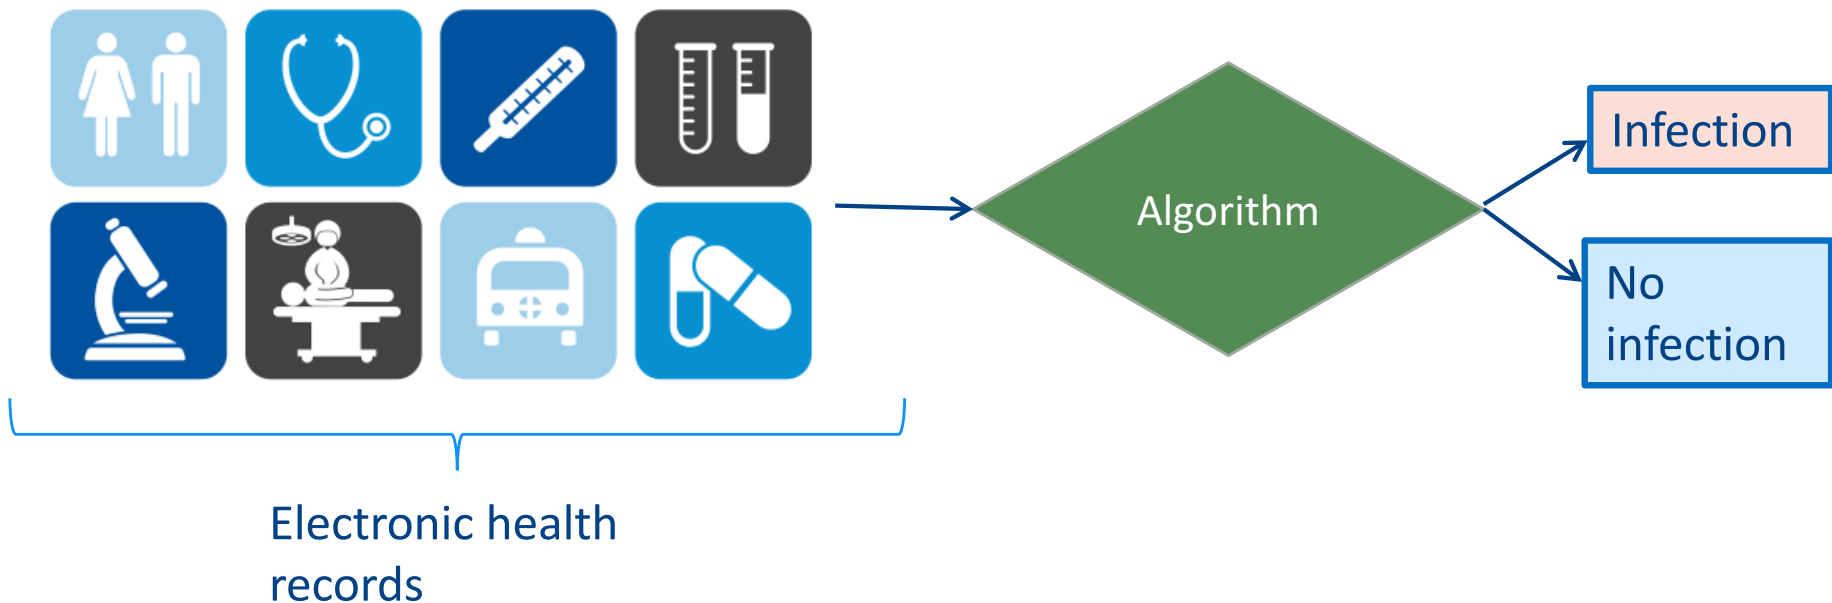 Algorithm
Infection
No
infection
Electronic health
records